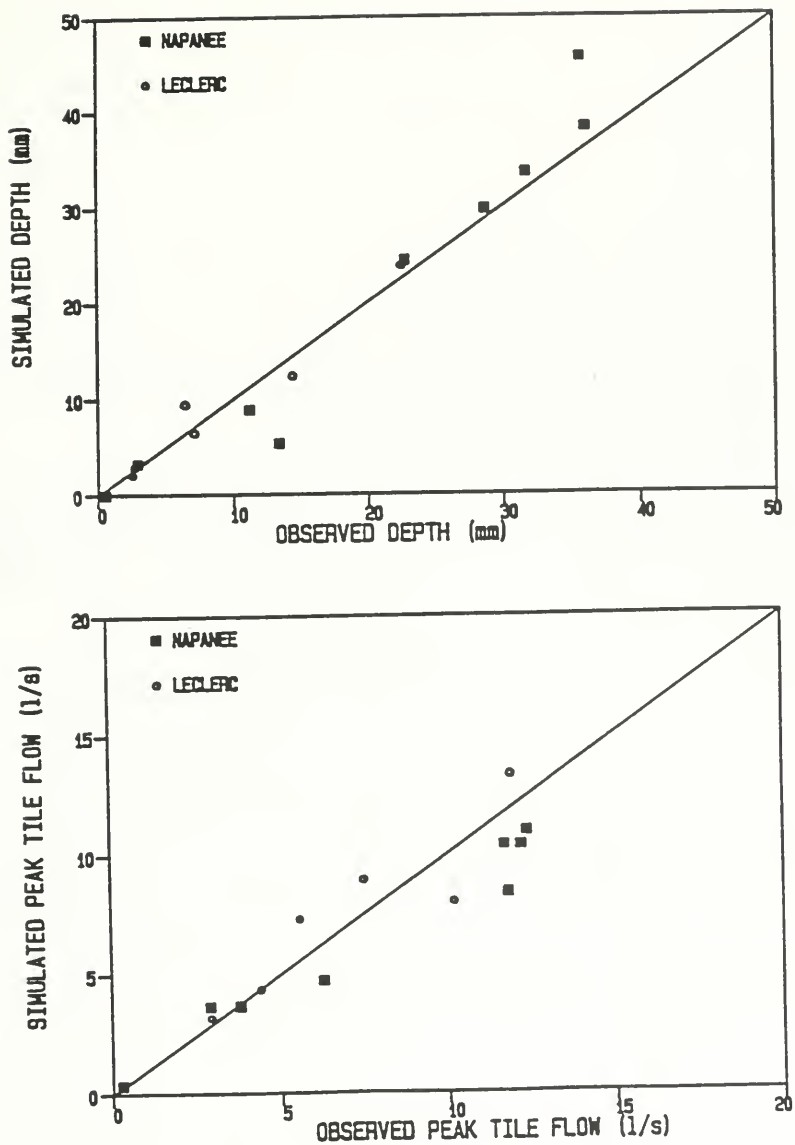 50
NAPANEE
LECLERC
40
30
20
10
0
SIMULATED DEPTH (mm)
0 10 20 30 40 50
OBSERVED DEPTH (mm)
20
NAPANEE
LECLERC
15
10
5
0
SIMULATED PEAK TILE FLOW (l/s)
0 5 10 15 20
OBSERVED PEAK TILE FLOW (l/s)